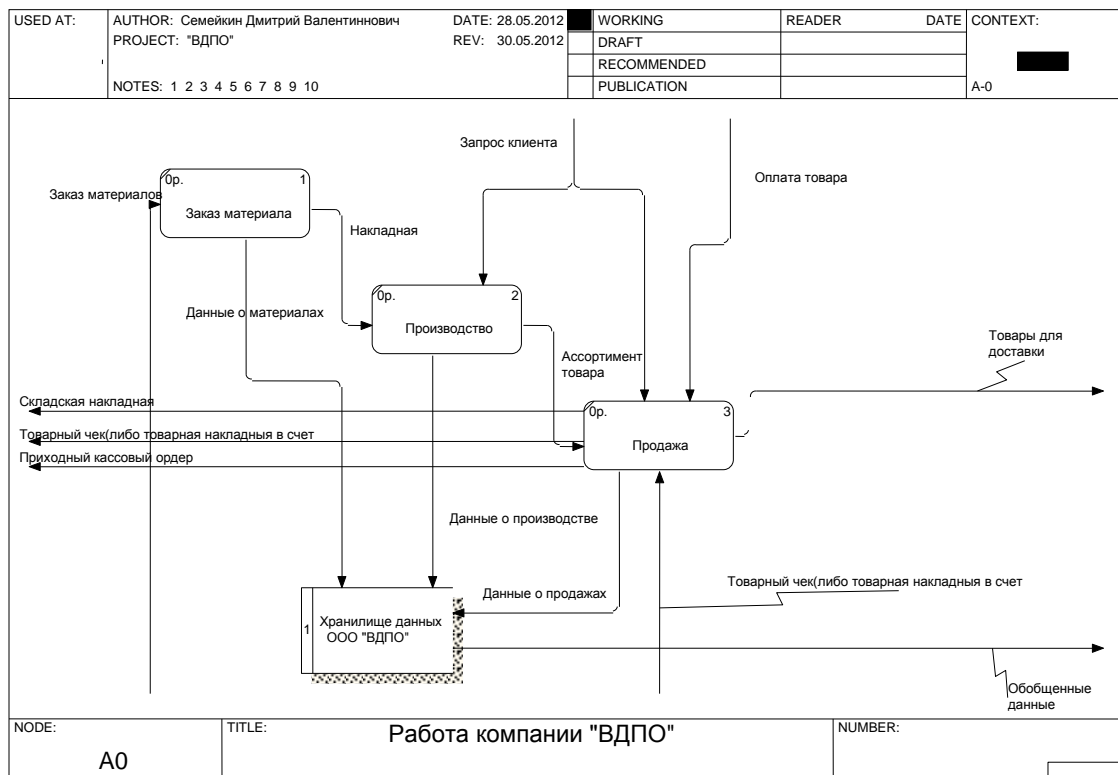 USED AT:
AUTHOR: Семейкин Дмитрий Валентиннович
DATE: 28.05.2012
WORKING
READER
DATE
CONTEXT:
PROJECT: "ВДПО"
REV: 30.05.2012
DRAFT
RECOMMENDED
NOTES: 1 2 3 4 5 6 7 8 9 10
PUBLICATION
A-0
Запрос клиента
Оплата товара
0р.
1
Заказ материалов
Заказ материала
Накладная
0р.
2
Данные о материалах
Производство
Товары для
доставки
Ассортимент
товара
Складская накладная
0р.
3
Товарный чек(либо товарная накладныя в счет
Продажа
Приходный кассовый ордер
Данные о производстве
Товарный чек(либо товарная накладныя в счет
Данные о продажах
1
Хранилище данных
ООО "ВДПО"
Обобщенные
данные
NODE:
TITLE:
Работа компании "ВДПО"
NUMBER:
A0